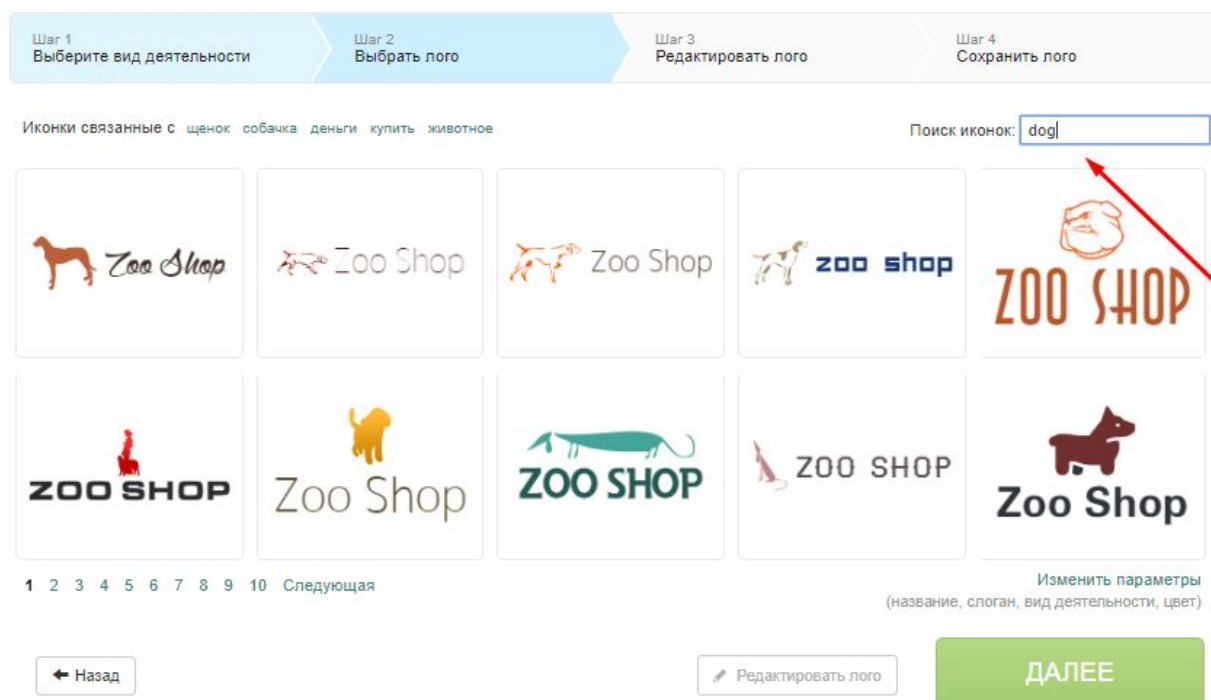 Шаг 1
Выберите вид деятельности
Шаг 2
Выбрать лого
Шаг 3
Редактировать лого
Шаг 4
Сохранить лого
Иконки связанные с щенок собачка деньги купить животное
Поиск иконок: dog
Zoo Shop
Zoo Shop
Zoo Shop
zoo shop
ZOO SHOP
ZOO SHOP
Zoo Shop
ZOO SHOP
ZOO SHOP
Zoo Shop
1 2 3 4 5 6 7 8 9 10 Следующая
Изменить параметры
(название, слоган, вид деятельности, цвет)
Назад
Редактировать лого
ДАЛЕЕ